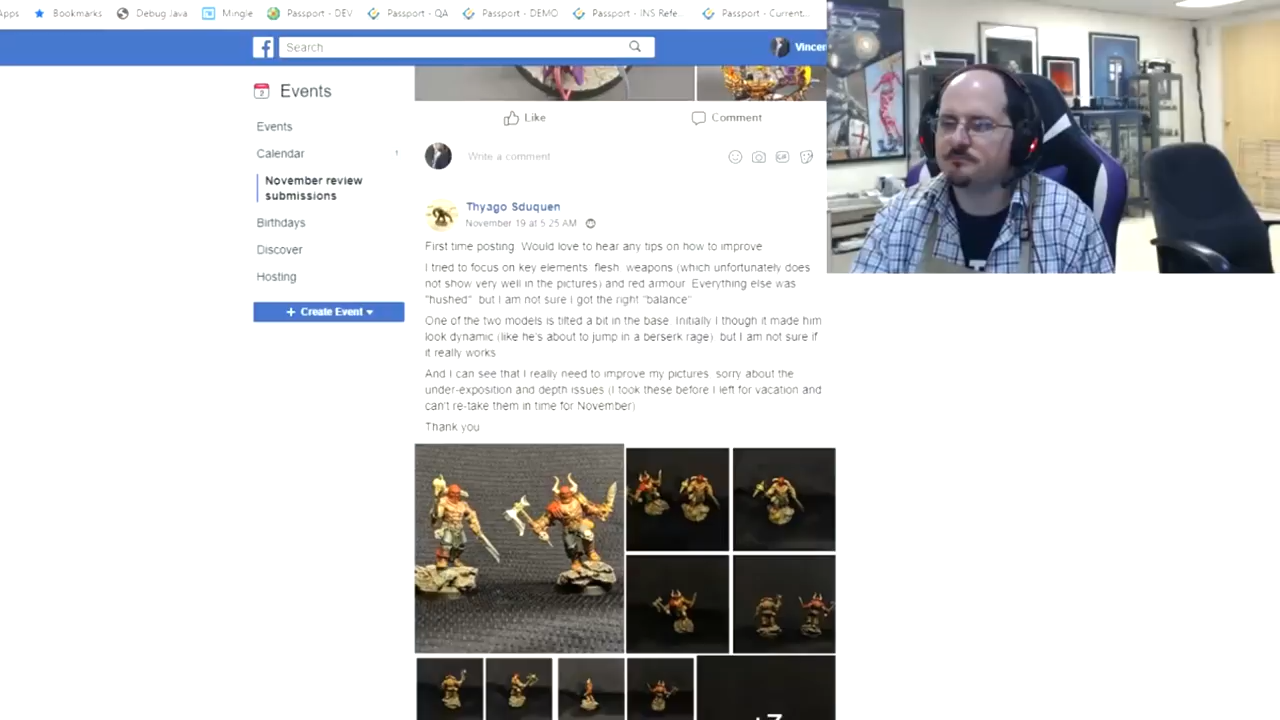 Apps Bookmarks Debug Java Mingle Passport - DEV Passport - QA Passport - DEMO Passport - INS Refe... Passport - Current...
Search
Vincen
Events
Events
Calendar 1
November review
submissions
Birthdays
Discover
Hosting
+ Create Event
Like Comment
Write a comment
GIF
Thyago Sduquen
November 19 at 5:25 AM
First time posting Would love to hear any tips on how to improve
I tried to focus on key elements flesh weapons (which unfortunately does
not show very well in the pictures) and red armour Everything else was
"hushed" but I am not sure I got the right "balance"
One of the two models is tilted a bit in the base Initially I though it made him
look dynamic (like he's about to jump in a berserk rage) but I am not sure if
it really works
And I can see that I really need to improve my pictures sorry about the
under-exposition and depth issues (I took these before I left for vacation and
can't re-take them in time for November)
Thank you